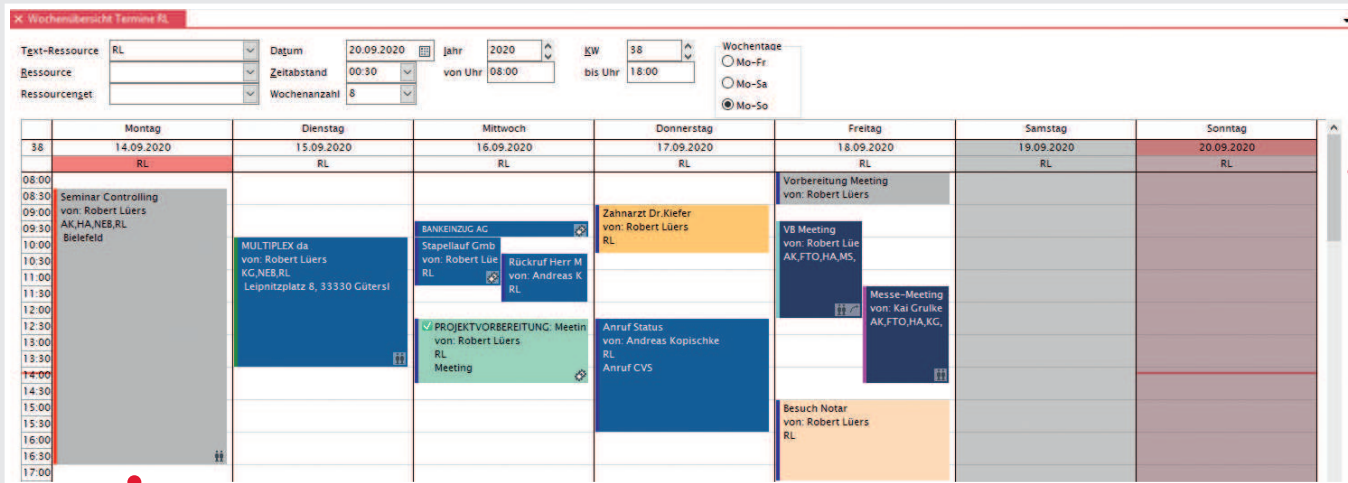 × Wochenübersicht Termine RL
Text-Ressource RL Datum 20.09.2020 Jahr 2020 KW 38 Wochentage
Mo-Fr
Ressource Zeitabstand 00:30 von Uhr 08:00 bis Uhr 18:00
Mo-Sa
Ressourcenset Wochenanzahl 8
Mo-So
Montag Dienstag Mittwoch Donnerstag Freitag Samstag Sonntag
38 14.09.2020 15.09.2020 16.09.2020 17.09.2020 18.09.2020 19.09.2020 20.09.2020
RL RL RL RL RL RL RL
08:00
08:30
09:00
09:30
10:00
10:30
11:00
11:30
12:00
12:30
13:00
13:30
14:00
14:30
15:00
15:30
16:00
16:30
17:00
Seminar Controlling
von: Robert Lüers
AK,HA,NEB,RL
Bielefeld
MULTIPLEX da
von: Robert Lüers
KG,NEB,RL
Leipnitzplatz 8, 33330 Gütersl
BANKEINZUG AG
Stapellauf Gmb
von: Robert Lüe
RL
Rückruf Herr M
von: Andreas K
RL
PROJEKTVORBEREITUNG: Meetin
von: Robert Lüers
RL
Meeting
Zahnarzt Dr.Kiefer
von: Robert Lüers
RL
Anruf Status
von: Andreas Kopischke
RL
Anruf CVS
Vorbereitung Meeting
von: Robert Lüers
VB Meeting
von: Robert Lüe
AK,FTO,HA,MS,
Messe-Meeting
von: Kai Grulke
AK,FTO,HA,KG,
Besuch Notar
von: Robert Lüers
RL